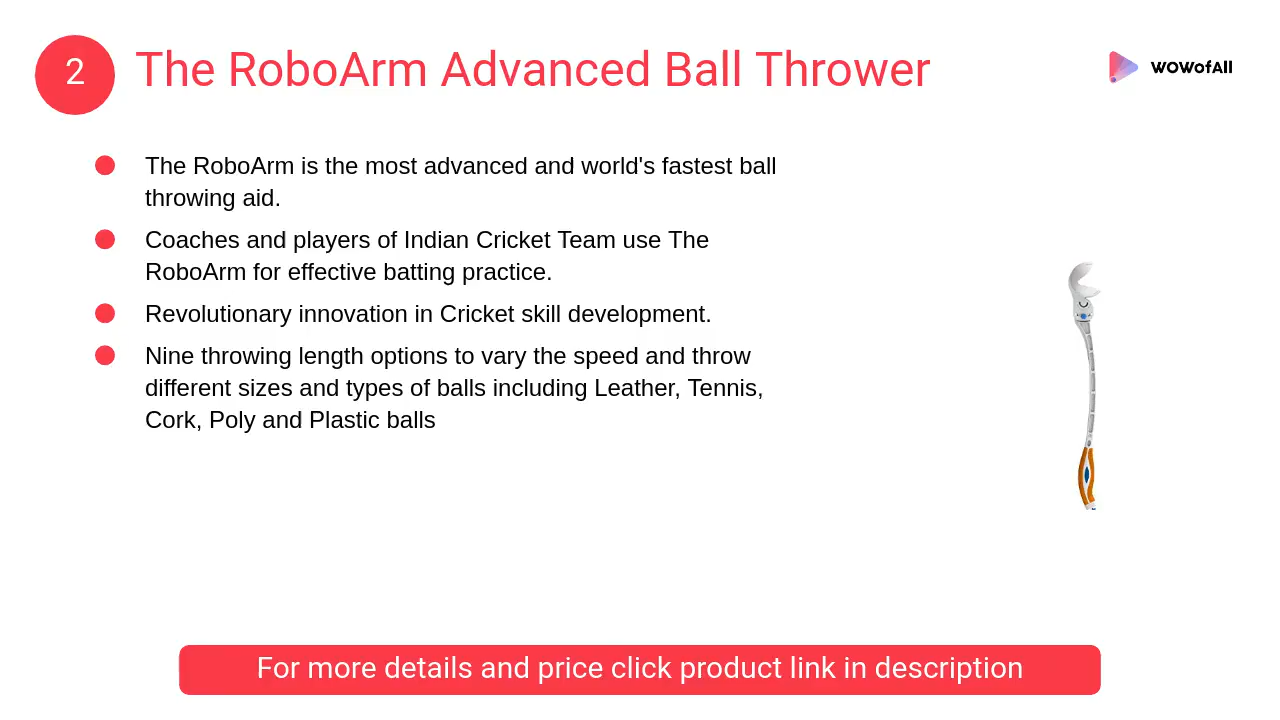 2
The RoboArm Advanced Ball Thrower
WOWofAll
The RoboArm is the most advanced and world's fastest ball
throwing aid.
Coaches and players of Indian Cricket Team use The
RoboArm for effective batting practice.
Revolutionary innovation in Cricket skill development.
Nine throwing length options to vary the speed and throw
different sizes and types of balls including Leather, Tennis,
Cork, Poly and Plastic balls
For more details and price click product link in description